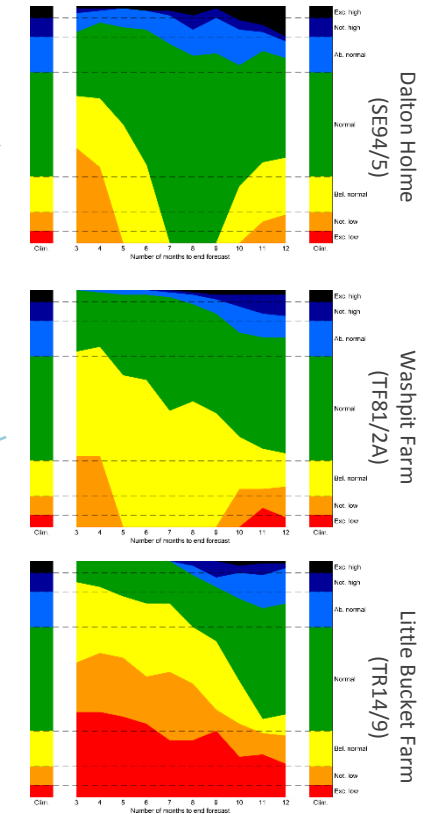 Exc. high
Not. high
Ab. normal
Normal
Bel. normal
Not. low
Exc. low
Clim. 3 4 5 6 7 8 9 10 11 12 Clim.
Number of months to end forecast
Dalton Holme
(SE94/5)
Exc. high
Not. high
Ab. normal
Normal
Bel. normal
Not. low
Exc. low
Clim. 3 4 5 6 7 8 9 10 11 12 Clim.
Number of months to end forecast
Washpit Farm
(TF81/2A)
Exc. high
Not. high
Ab. normal
Normal
Bel. normal
Not. low
Exc. low
Clim. 3 4 5 6 7 8 9 10 11 12 Clim.
Number of months to end forecast
Little Bucket Farm
(TR14/9)